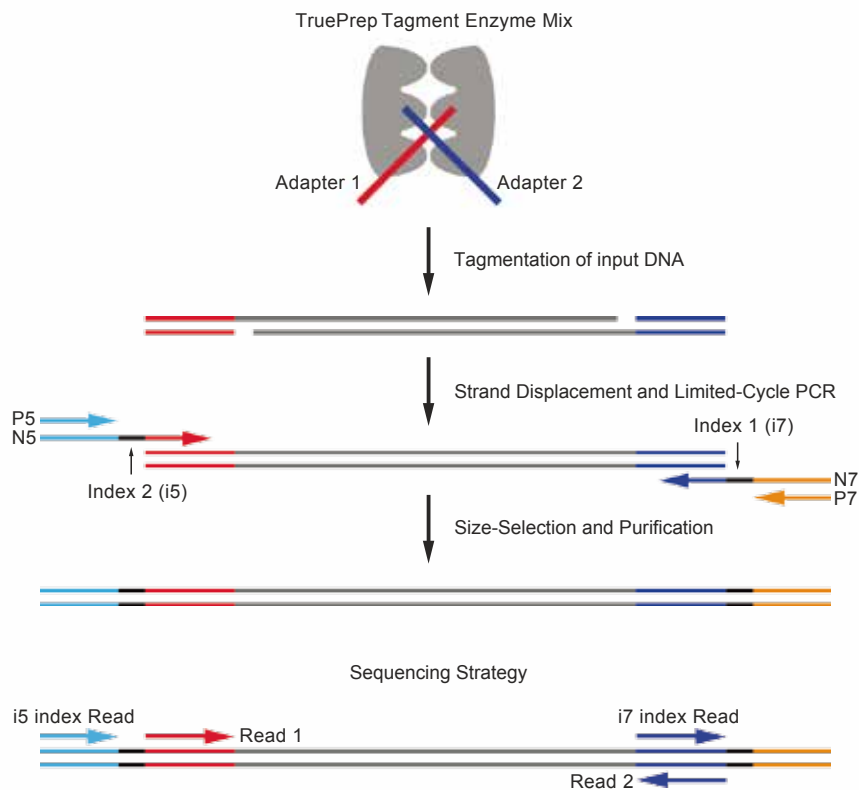 TruePrep Tagment Enzyme Mix
Adapter 1
Adapter 2
Tagmentation of input DNA
Strand Displacement and Limited-Cycle PCR
P5
N5
Index 1 (i7)
Index 2 (i5)
N7
P7
Size-Selection and Purification
Sequencing Strategy
i5 index Read
Read 1
i7 index Read
Read 2